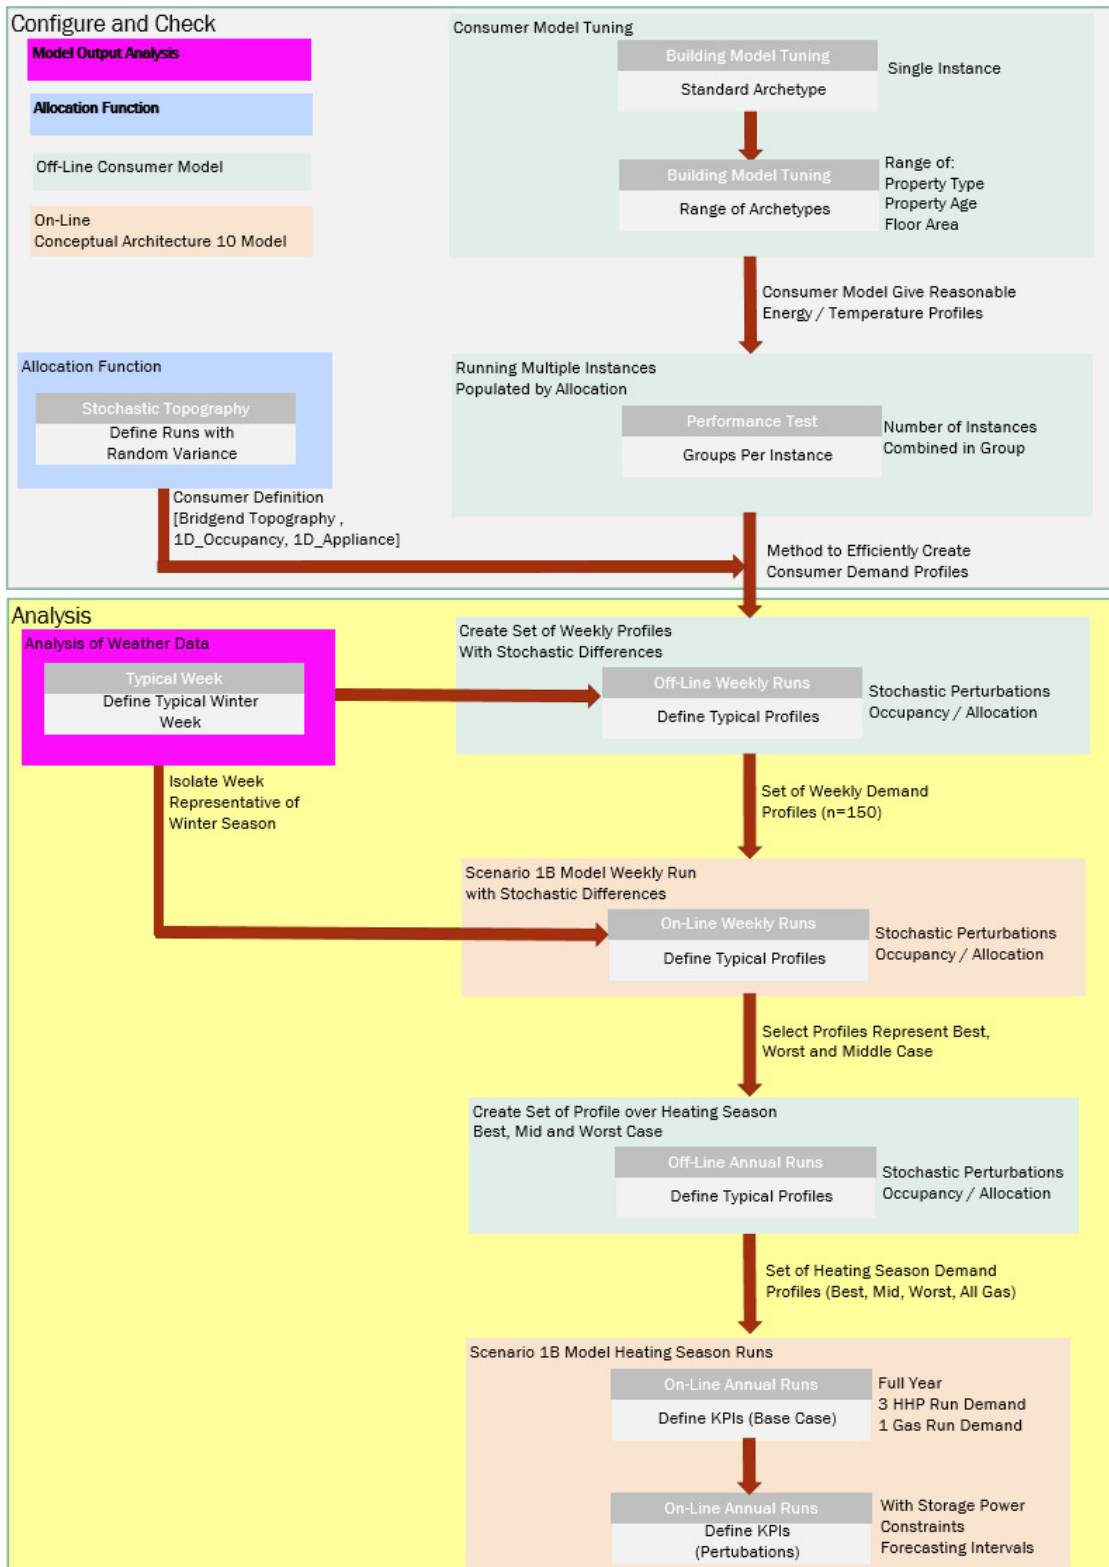 Configure and Check
Model Output Analysis
Allocation Function
Off-Line Consumer Model
On-Line
Conceptual Architecture 10 Model
Consumer Model Tuning
Building Model Tuning
Standard Archetype
Single Instance
Building Model Tuning
Range of Archetypes
Range of:
Property Type
Property Age
Floor Area
Consumer Model Give Reasonable
Energy / Temperature Profiles
Allocation Function
Stochastic Topography
Define Runs with
Random Variance
Running Multiple Instances
Populated by Allocation
Performance Test
Groups Per Instance
Number of Instances
Combined in Group
Consumer Definition
[Bridgend Topography ,
1D_Occupancy, 1D_Appliance]
Method to Efficiently Create
Consumer Demand Profiles
Analysis
Analysis of Weather Data
Typical Week
Define Typical Winter
Week
Create Set of Weekly Profiles
With Stochastic Differences
Off-Line Weekly Runs
Define Typical Profiles
Stochastic Perturbations
Occupancy / Allocation
Isolate Week
Representative of
Winter Season
Set of Weekly Demand
Profiles (n=150)
Scenario 1B Model Weekly Run
with Stochastic Differences
On-Line Weekly Runs
Define Typical Profiles
Stochastic Perturbations
Occupancy / Allocation
Select Profiles Represent Best,
Worst and Middle Case
Create Set of Profile over Heating Season
Best, Mid and Worst Case
Off-Line Annual Runs
Define Typical Profiles
Stochastic Perturbations
Occupancy / Allocation
Set of Heating Season Demand
Profiles (Best, Mid, Worst, All Gas)
Scenario 1B Model Heating Season Runs
On-Line Annual Runs
Define KPIs (Base Case)
Full Year
3 HHP Run Demand
1 Gas Run Demand
On-Line Annual Runs
Define KPIs
(Pertubations)
With Storage Power
Constraints
Forecasting Intervals